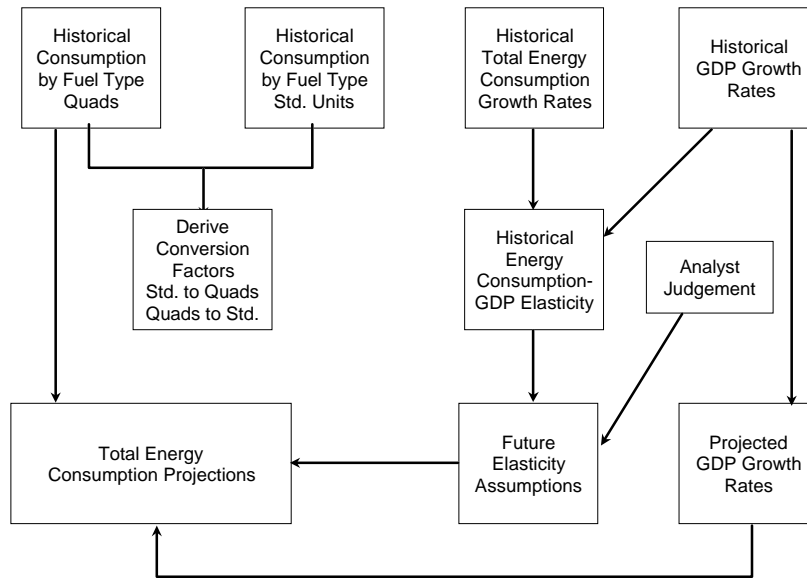 Historical
Consumption
by Fuel Type
Quads
Historical
Consumption
by Fuel Type
Std. Units
Historical
Total Energy
Consumption
Growth Rates
Historical
GDP Growth
Rates
Derive
Conversion
Factors
Std. to Quads
Quads to Std.
Historical
Energy
Consumption-
GDP Elasticity
Analyst
Judgement
Total Energy
Consumption Projections
Future
Elasticity
Assumptions
Projected
GDP Growth
Rates